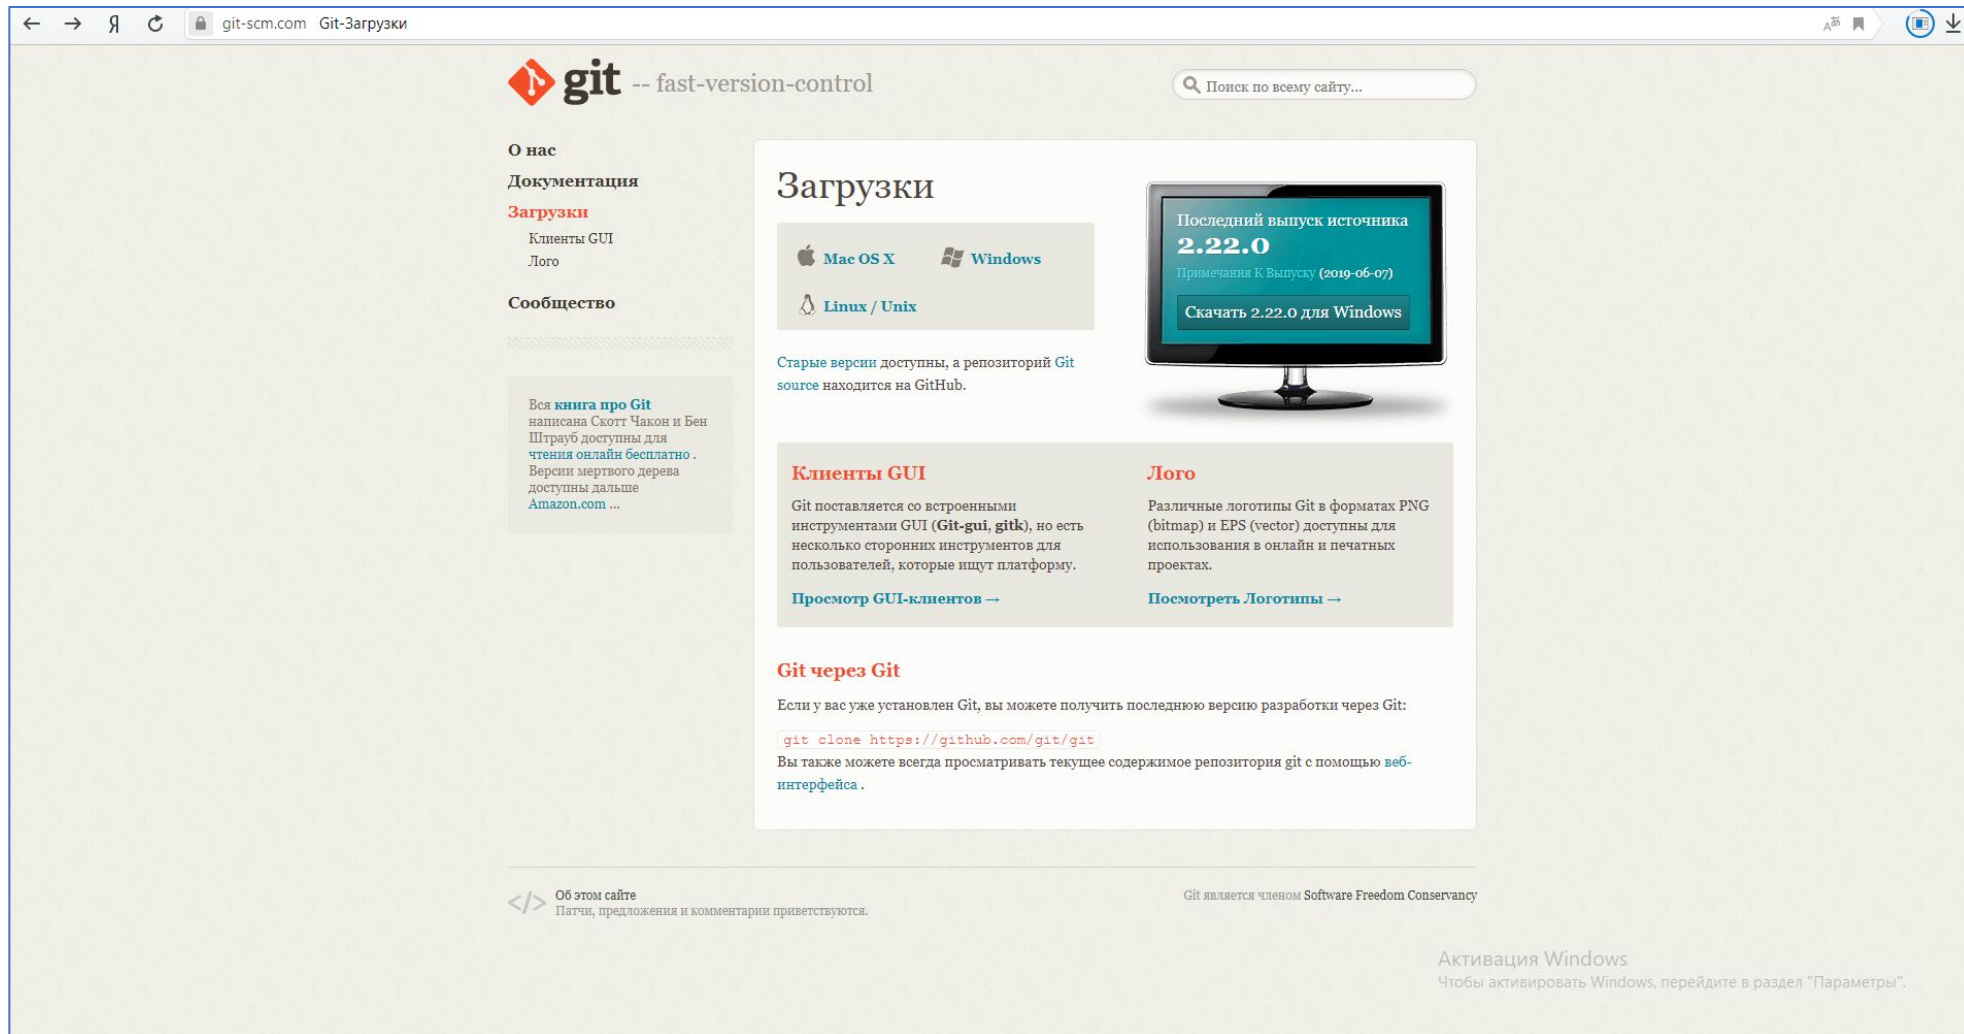 git-scm.com Git-Загрузки
git -- fast-version-control
Поиск по всему сайту...
О нас
Документация
Загрузки
Клиенты GUI
Лого
Сообщество
Вся книга про Git
написана Скотт Чакон и Бен
Штрауб доступны для
чтения онлайн бесплатно .
Версии мертвого дерева
доступны дальше
Amazon.com ...
Загрузки
Mac OS X
Windows
Linux / Unix
Старые версии доступны, а репозиторий Git
source находится на GitHub.
Последний выпуск источника
2.22.0
Примечания К Выпуску (2019-06-07)
Скачать 2.22.0 для Windows
Клиенты GUI
Git поставляется со встроенными
инструментами GUI (Git-gui, gitk), но есть
несколько сторонних инструментов для
пользователей, которые ищут платформу.
Просмотр GUI-клиентов →
Лого
Различные логотипы Git в форматах PNG
(bitmap) и EPS (vector) доступны для
использования в онлайн и печатных
проектах.
Посмотреть Логотипы →
Git через Git
Если у вас уже установлен Git, вы можете получить последнюю версию разработки через Git:
git clone https://github.com/git/git
Вы также можете всегда просматривать текущее содержимое репозитория git с помощью веб-
интерфейса .
</> Об этом сайте
Патчи, предложения и комментарии приветствуются.
Git является членом Software Freedom Conservancy
Активация Windows
Чтобы активировать Windows, перейдите в раздел "Параметры".